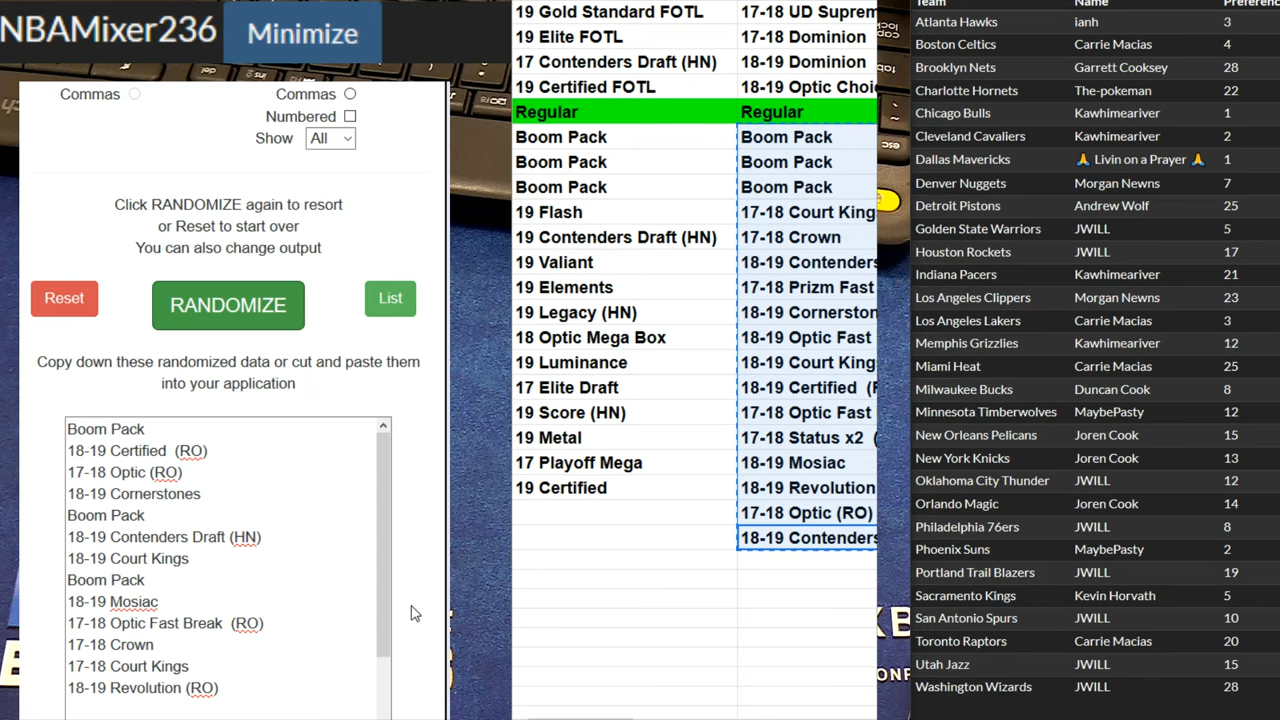 NBAMixer236
Minimize
Commas
Commas
Numbered
Show All
Click RANDOMIZE again to resort
or Reset to start over
You can also change output
Reset
RANDOMIZE
List
Copy down these randomized data or cut and paste them
into your application
Boom Pack
18-19 Certified (RO)
17-18 Optic (RO)
18-19 Cornerstones
Boom Pack
18-19 Contenders Draft (HN)
18-19 Court Kings
Boom Pack
18-19 Mosiac
17-18 Optic Fast Break (RO)
17-18 Crown
17-18 Court Kings
18-19 Revolution (RO)
19 Gold Standard FOTL
19 Elite FOTL
17 Contenders Draft (HN)
19 Certified FOTL
Regular
Boom Pack
Boom Pack
Boom Pack
19 Flash
19 Contenders Draft (HN)
19 Valiant
19 Elements
19 Legacy (HN)
18 Optic Mega Box
19 Luminance
17 Elite Draft
19 Score (HN)
19 Metal
17 Playoff Mega
19 Certified
17-18 UD Suprem
17-18 Dominion
18-19 Dominion
18-19 Optic Choi
Regular
Boom Pack
Boom Pack
Boom Pack
17-18 Court King
17-18 Crown
18-19 Contenders
17-18 Prizm Fast
18-19 Cornerston
18-19 Optic Fast
18-19 Court King
18-19 Certified (F
17-18 Optic Fast
17-18 Status x2 (
18-19 Mosiac
18-19 Revolution
17-18 Optic (RO)
18-19 Contenders
Team Name Preferenc
Atlanta Hawks ianh 3
Boston Celtics Carrie Macias 4
Brooklyn Nets Garrett Cooksey 28
Charlotte Hornets The-pokeman 22
Chicago Bulls Kawhimeariver 1
Cleveland Cavaliers Kawhimeariver 2
Dallas Mavericks 🙏 Livin on a Prayer 🙏 1
Denver Nuggets Morgan Newns 7
Detroit Pistons Andrew Wolf 25
Golden State Warriors JWILL 5
Houston Rockets JWILL 17
Indiana Pacers Kawhimeariver 21
Los Angeles Clippers Morgan Newns 23
Los Angeles Lakers Carrie Macias 3
Memphis Grizzlies Kawhimeariver 12
Miami Heat Carrie Macias 25
Milwaukee Bucks Duncan Cook 8
Minnesota Timberwolves MaybePasty 12
New Orleans Pelicans Joren Cook 15
New York Knicks Joren Cook 13
Oklahoma City Thunder JWILL 12
Orlando Magic Joren Cook 14
Philadelphia 76ers JWILL 8
Phoenix Suns MaybePasty 2
Portland Trail Blazers JWILL 19
Sacramento Kings Kevin Horvath 5
San Antonio Spurs JWILL 10
Toronto Raptors Carrie Macias 20
Utah Jazz JWILL 15
Washington Wizards JWILL 28